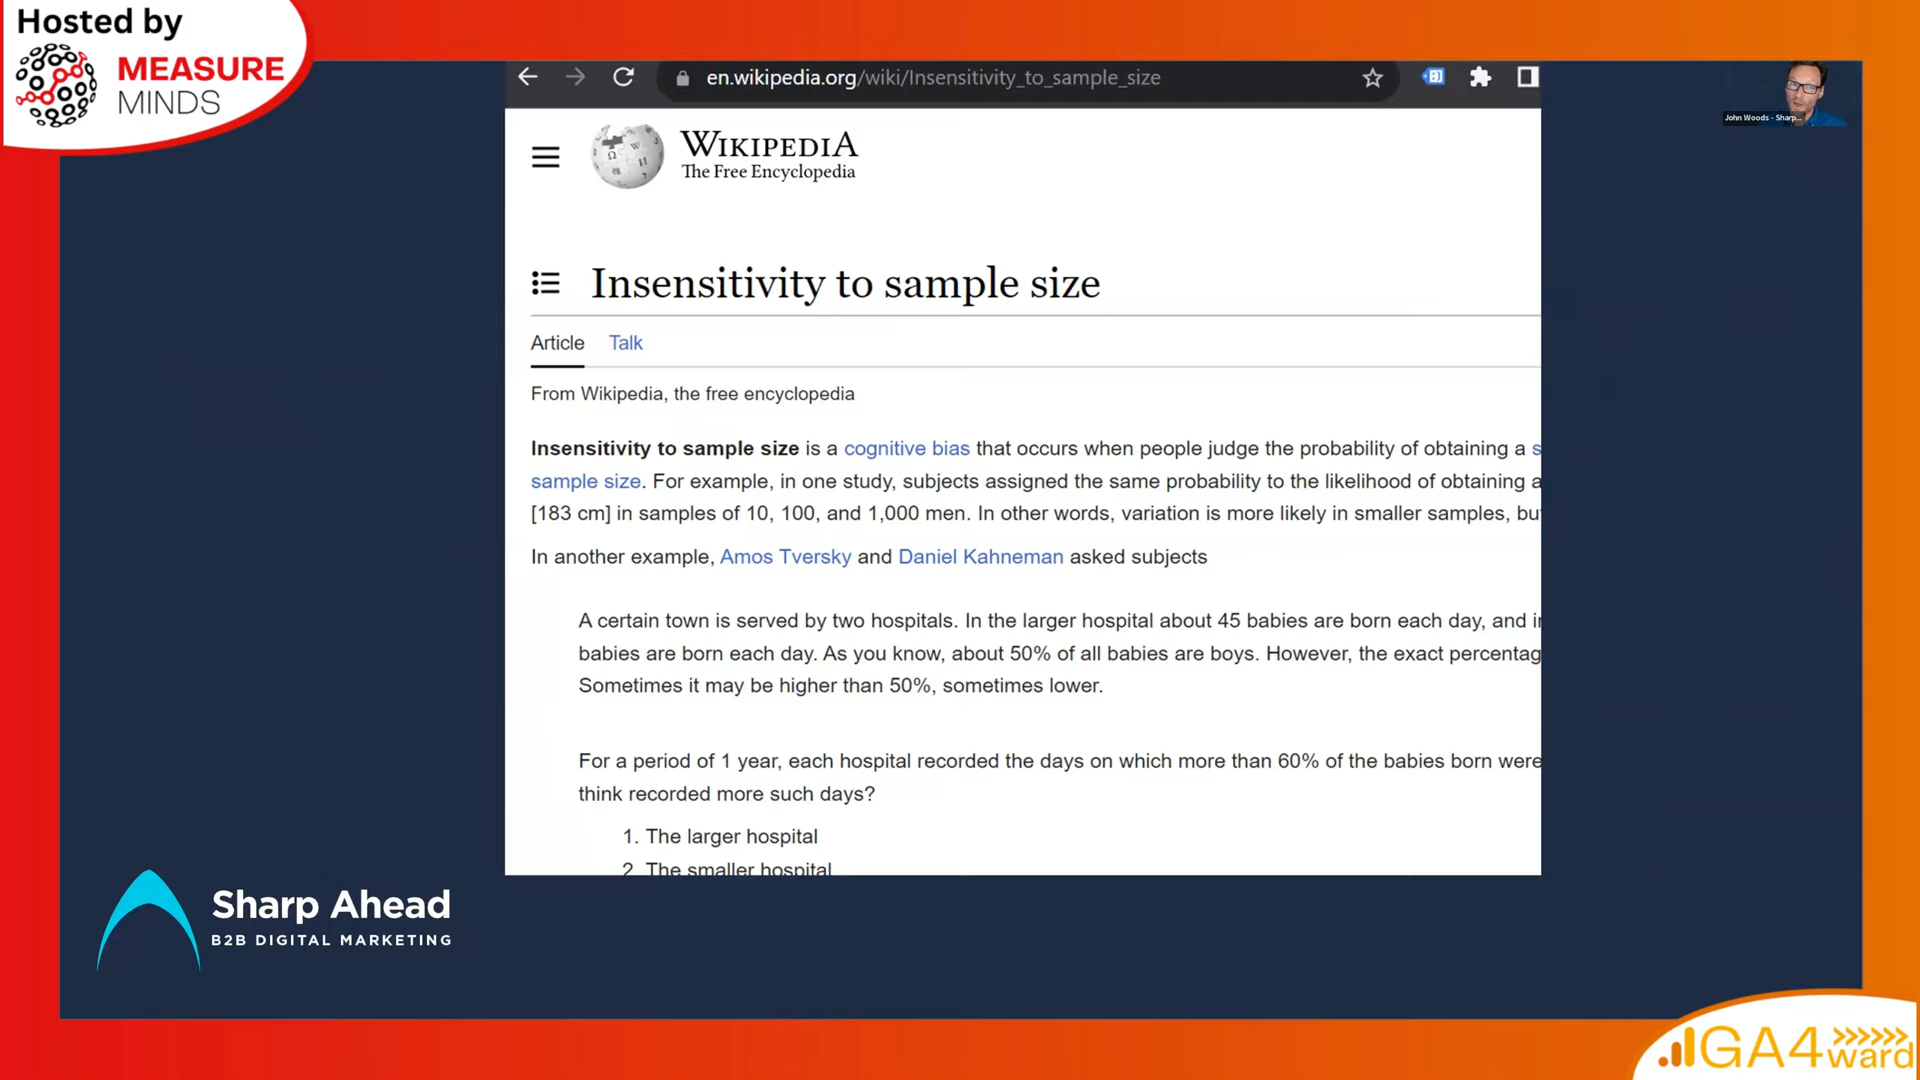 Hosted by
MEASURE
MINDS
en.wikipedia.org/wiki/Insensitivity_to_sample_size
John Woods - Sharp...
WIKIPEDIA
The Free Encyclopedia
Insensitivity to sample size
Article Talk
From Wikipedia, the free encyclopedia
Insensitivity to sample size is a cognitive bias that occurs when people judge the probability of obtaining a s
sample size. For example, in one study, subjects assigned the same probability to the likelihood of obtaining a
[183 cm] in samples of 10, 100, and 1,000 men. In other words, variation is more likely in smaller samples, bu
In another example, Amos Tversky and Daniel Kahneman asked subjects
A certain town is served by two hospitals. In the larger hospital about 45 babies are born each day, and i
babies are born each day. As you know, about 50% of all babies are boys. However, the exact percentag
Sometimes it may be higher than 50%, sometimes lower.
For a period of 1 year, each hospital recorded the days on which more than 60% of the babies born were
think recorded more such days?
1. The larger hospital
2. The smaller hospital
Sharp Ahead
B2B DIGITAL MARKETING
GA4ward